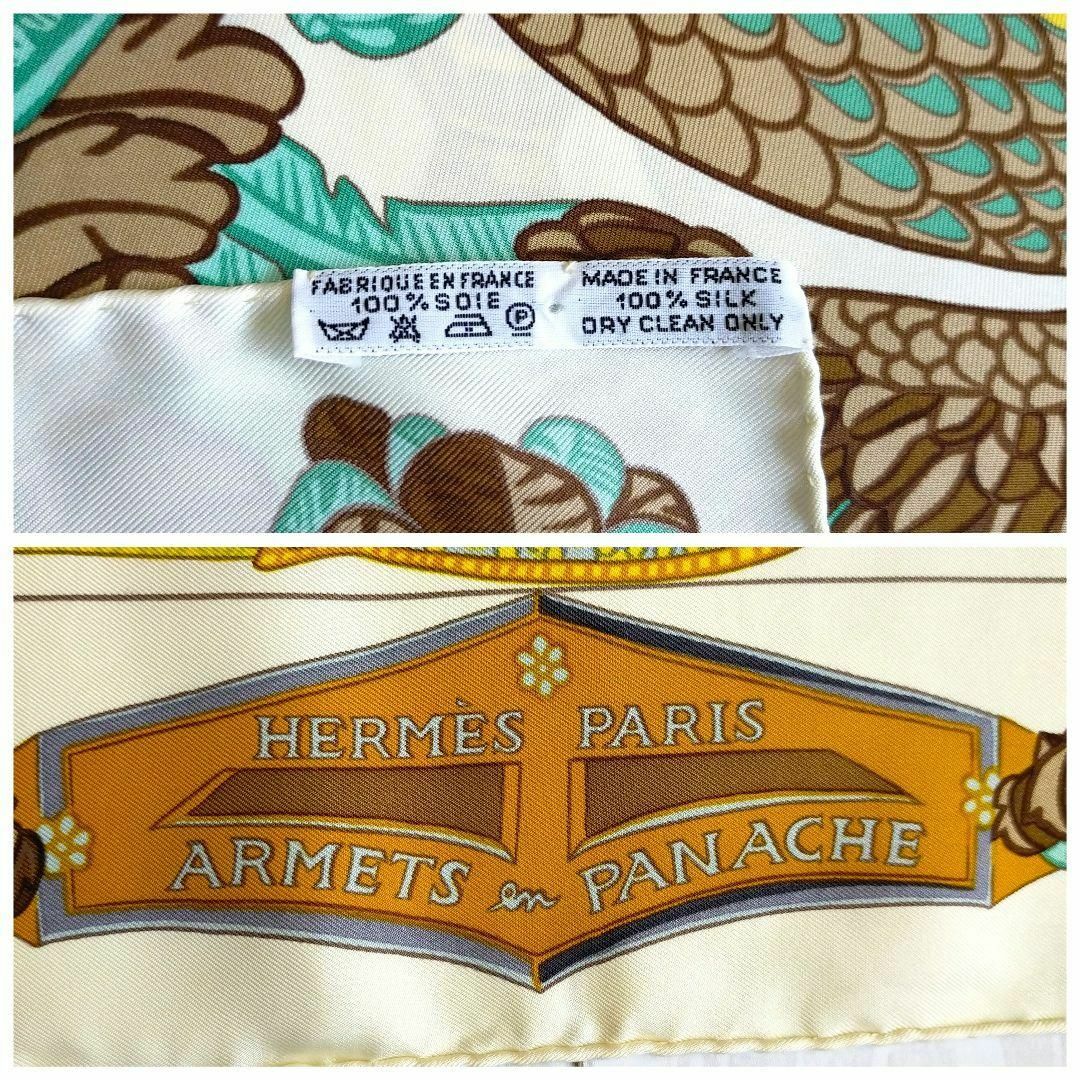 FABRIQUE EN FRANCE
100% SOIE
P
MADE IN FRANCE
100% SILK
DRY CLEAN ONLY
HERMÈS PARIS
ARMETS en PANACHE